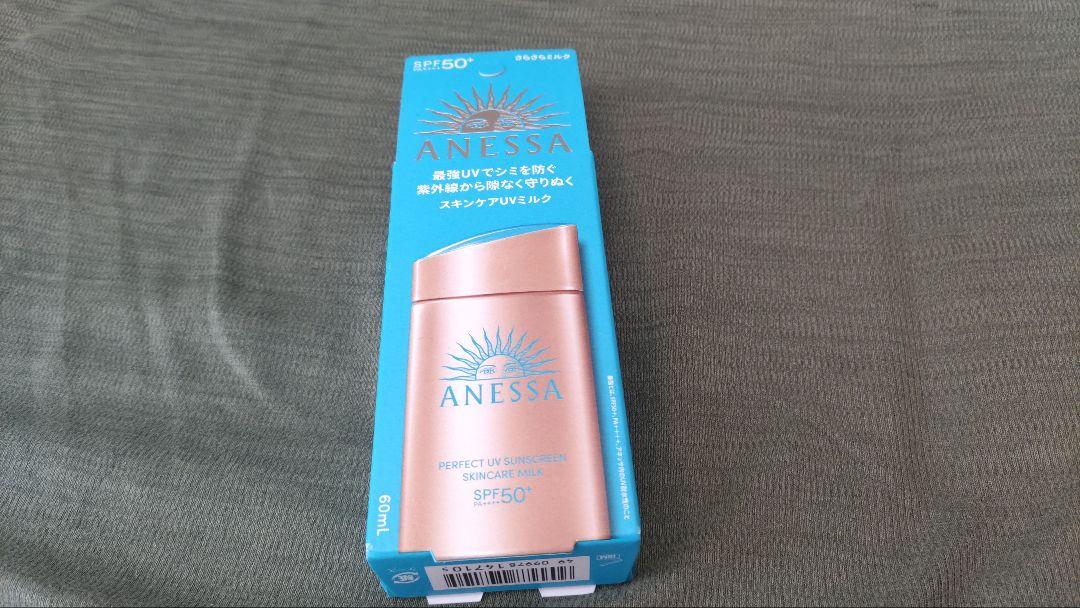 SPF50+
PA++++
さらさらミルク
ANESSA
最強UVでシミを防ぐ
紫外線から隙なく守りぬく
スキンケアUVミルク
ANESSA
PERFECT UV SUNSCREEN
SKINCARE MILK
SPF50+
PA++++
60mL